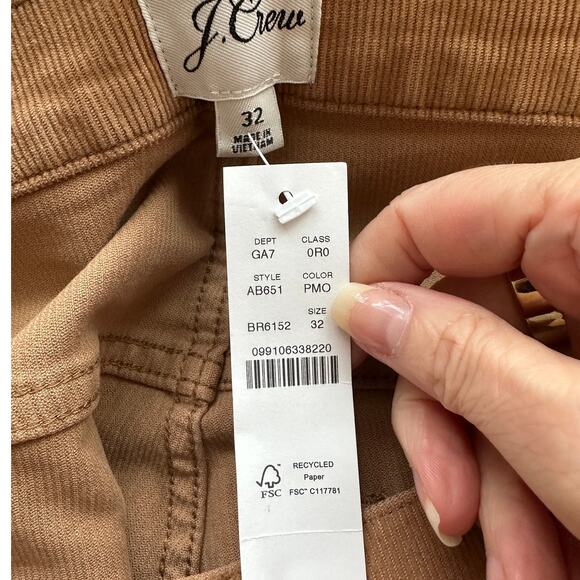 J. Crew
32
MADE IN
VIETNAM
DEPT CLASS
GA7 0R0
STYLE COLOR
AB651 PMO
SIZE
BR6152 32
099106338220
FSC
RECYCLED
Paper
FSC™ C117781